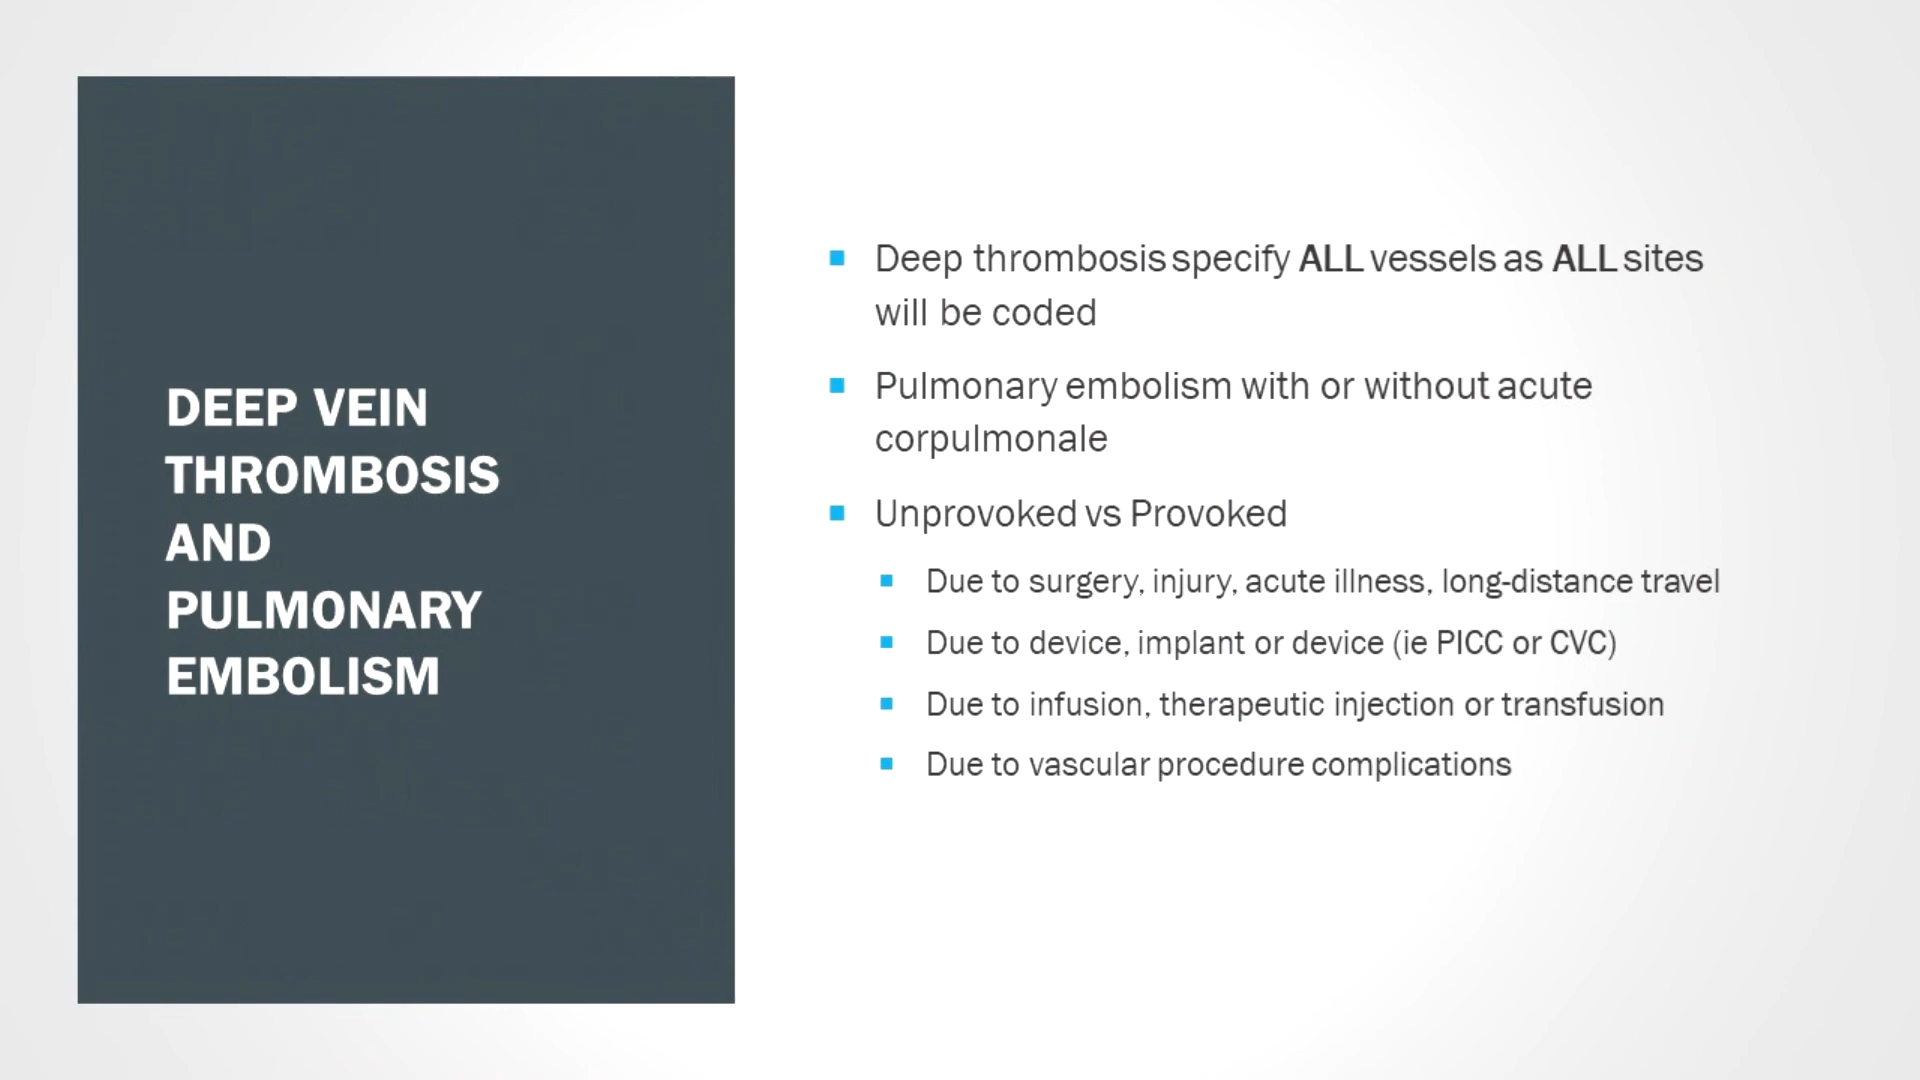 DEEP VEIN
THROMBOSIS
AND
PULMONARY
EMBOLISM
Deep thrombosis specify ALL vessels as ALL sites
will be coded
Pulmonary embolism with or without acute
corpulmonale
Unprovoked vs Provoked
Due to surgery, injury, acute illness, long-distance travel
Due to device, implant or device (ie PICC or CVC)
Due to infusion, therapeutic injection or transfusion
Due to vascular procedure complications